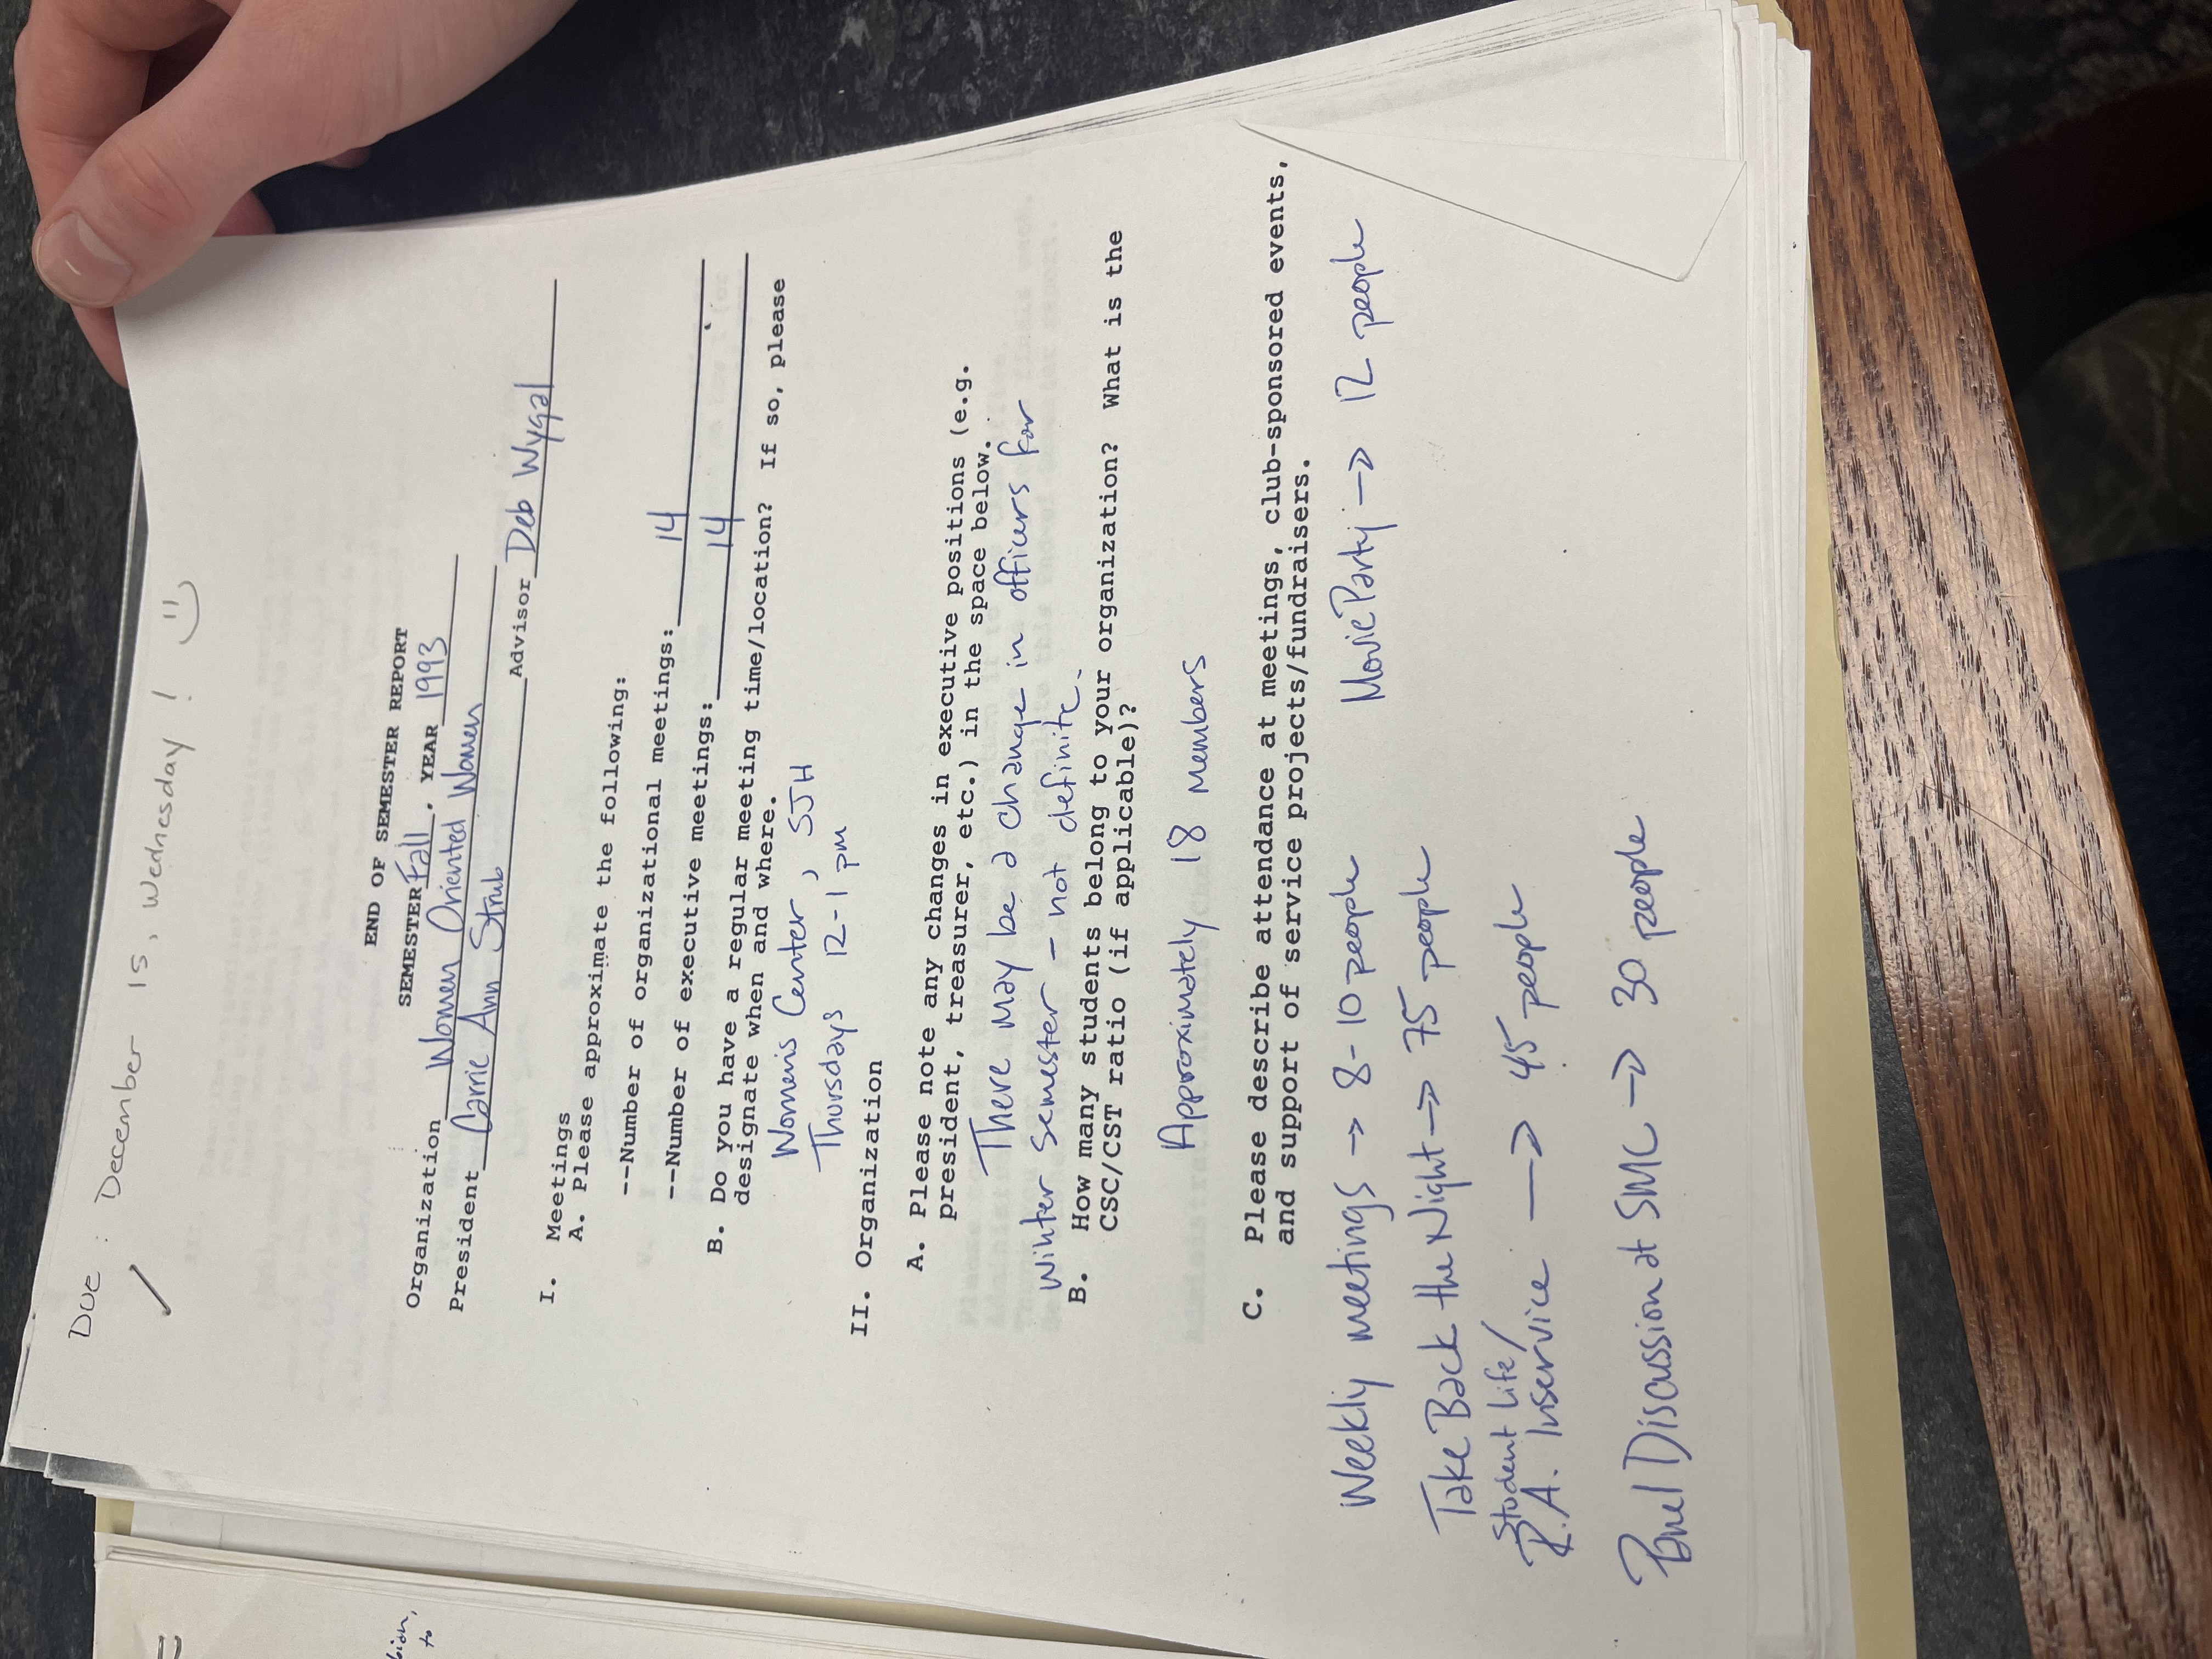 Due : December 15, Wednesday !
END OF SEMESTER REPORT
SEMESTER Fall . YEAR 1993
Organization Women Oriented Women
President Carrie Ann Strub Advisor Deb Wygal
I. Meetings
A. Please approximate the following:
--Number of organizational meetings: 14
--Number of executive meetings: 14
B. Do you have a regular meeting time/location? If so, please
designate when and where.
Women's Center, SJH
Thursdays 12-1 pm
II. Organization
A. Please note any changes in executive positions (e.g.
president, treasurer, etc.) in the space below.
There may be a change in officers for
winter semester - not definite.
B. How many students belong to your organization? What is the
CSC/CST ratio (if applicable)?
Approximately 18 members
C. Please describe attendance at meetings, club-sponsored events,
and support of service projects/fundraisers.
Weekly meetings → 8-10 people
Movie Party → 12 people
Take Back the Night → 75 people
Student Life/
R.A. Inservice → 45 people
Panel Discussion at SMC → 30 people
to